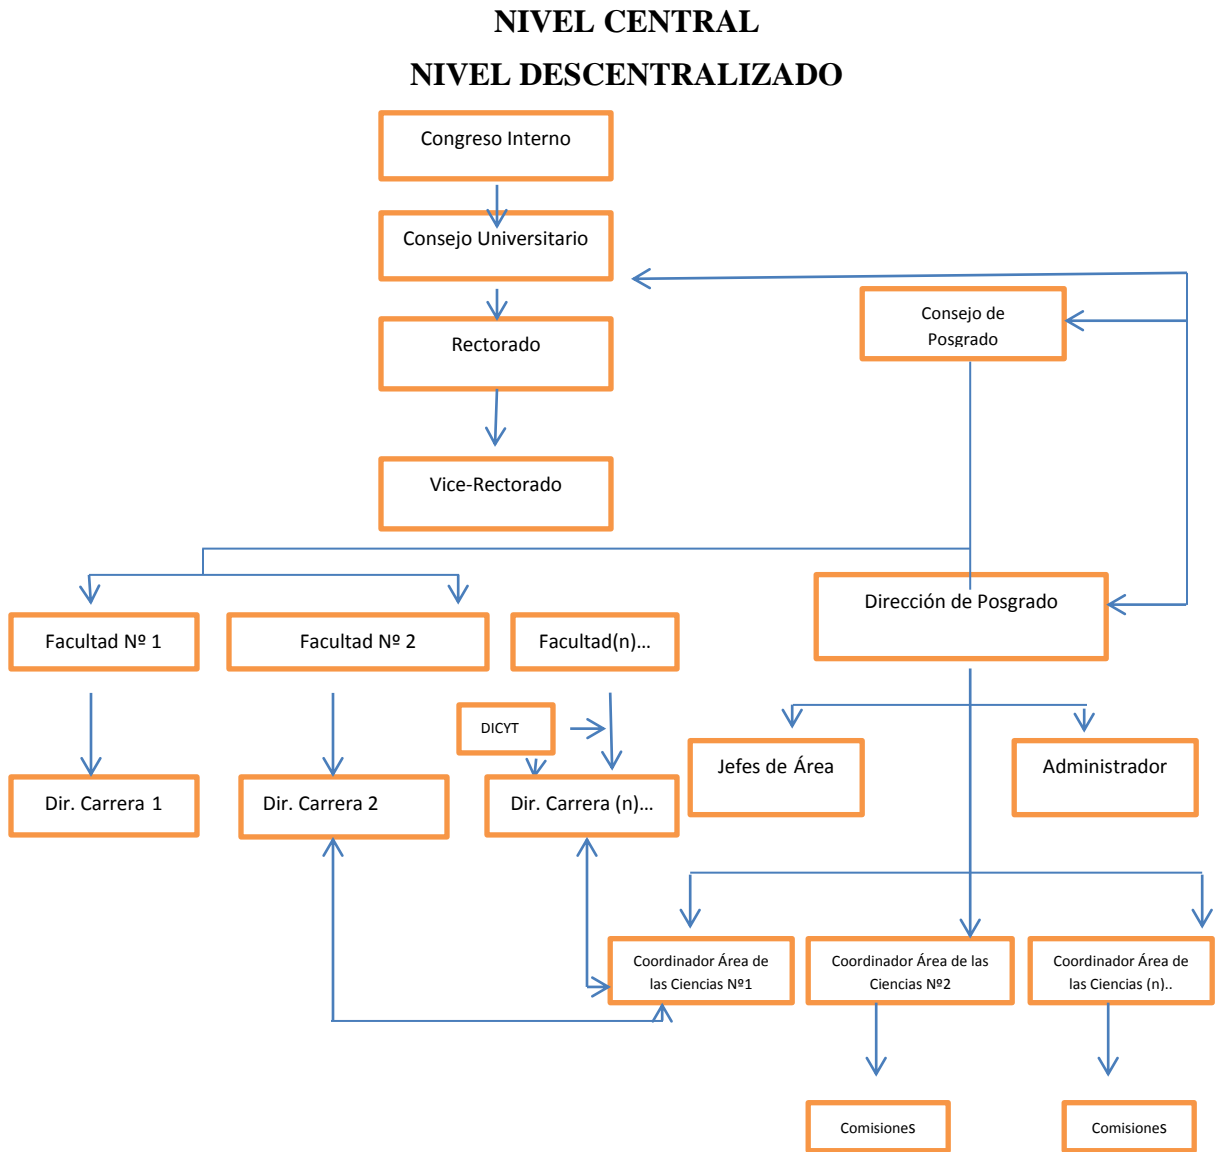 NIVEL CENTRAL
NIVEL DESCENTRALIZADO
Congreso Interno
Consejo Universitario
Rectorado
Vice-Rectorado
Consejo de
Posgrado
Dirección de Posgrado
Facultad Nº 1
Facultad Nº 2
Facultad(n)...
DICYT
Jefes de Área
Administrador
Dir. Carrera 1
Dir. Carrera 2
Dir. Carrera (n)...
Coordinador Área de
las Ciencias Nº1
Coordinador Área de las
Ciencias Nº2
Coordinador Área de
las Ciencias (n)..
Comisiones
Comisiones